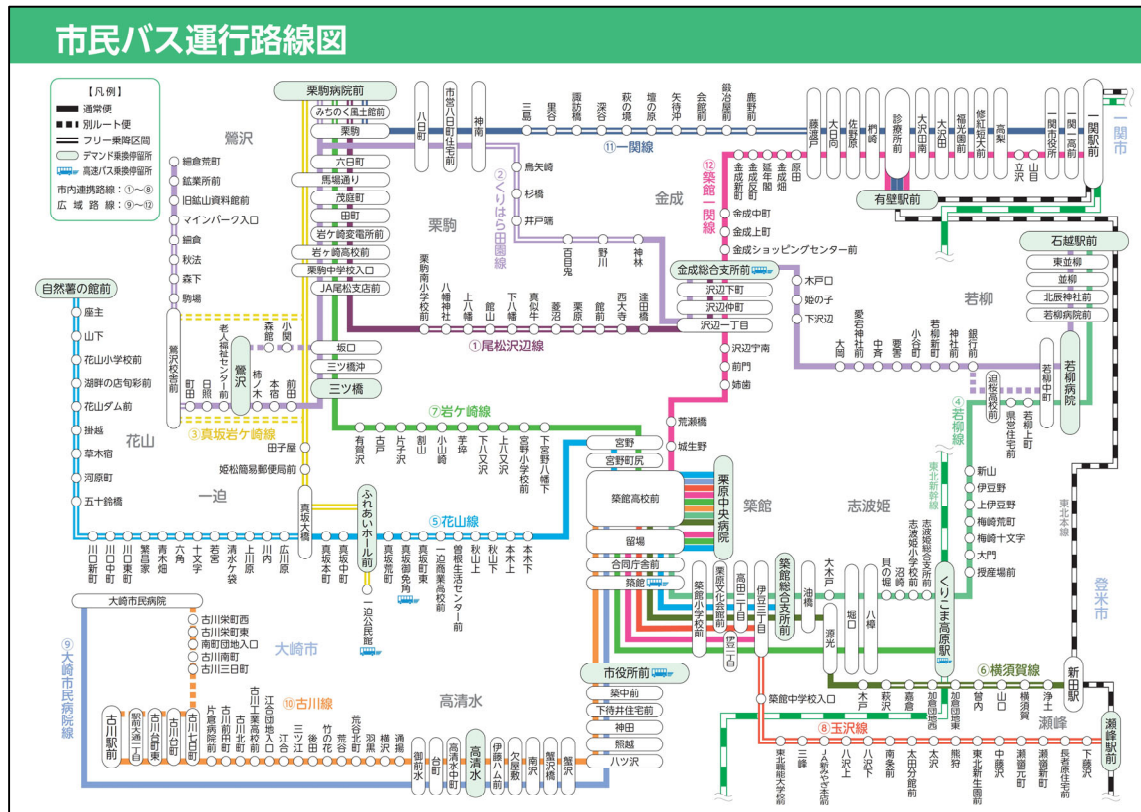 市民バス運行路線図
【凡例】
通常便
別ルート便
フリー乗降区間
デマンド乗換停留所
高速バス乗換停留所
市内連携路線：①〜⑧
広域路線：⑨〜⑫
鶯沢
栗駒
金成
若柳
花山
一迫
築館
志波姫
高清水
瀬峰
大崎市
登米市
一関市
栗駒病院前
みちのく風土館前
栗駒
六日町
馬場通り
茂庭町
田町
岩ケ崎変電所前
岩ケ崎高校前
栗駒中学校入口
JA尾松支店前
坂口
三ツ橋沖
三ツ橋
八日町
市営八日町住宅前
神南
三島
里谷
諏訪橋
深谷
萩の境
壇の原
矢待沖
会館前
鍛冶屋前
鹿野前
藤渡戸
大日向
佐野原
椚崎
診療所前
大沢田南
大沢田
福光園前
修紅短大前
高梨
立沢
山目
一関市役所
一関一高前
一関駅前
⑪一関線
有壁駅前
⑫築館一関線
原田
金成畑
延年閣
金成反町
金成新町
金成中町
金成上町
金成ショッピングセンター前
金成総合支所前
沢辺下町
沢辺仲町
沢辺一丁目
沢辺宁南
前門
姉歯
荒瀬橋
城生野
②くりはら田園線
鳥矢崎
杉橋
井戸端
百目鬼
野川
神林
木戸口
姫の子
下沢辺
大岡
愛宕神社前
中斉
要害
小谷町
若柳新町
神社前
銀行前
迫桜高校前
若柳中町
若柳病院
石越駅前
東並柳
並柳
北辰神社前
若柳病院前
①尾松沢辺線
栗駒南小学校前
八幡神社
上八幡
館山
下八幡
真似牛
菱沼
栗原
館前
西大寺
逹田橋
細倉荒町
鉱業所前
旧鉱山資料館前
マインパーク入口
細倉
秋法
森下
駒場
鶯沢校舎前
町田
日照
老人福祉センター前
鶯沢
柿ノ木
本宿
前田
森館
小関
③真坂岩ケ崎線
田子屋
姫松簡易郵便局前
真坂大橋
ふれあいホール前
一迫公民館
④若柳線
若柳上町
県営住宅前
新山
伊豆野
上伊豆野
梅崎荒町
梅崎十文字
大門
授産場前
東北新幹線
東北本線
⑦岩ケ崎線
有賀沢
古戸
片子沢
割山
小山崎
芋埣
下八又沢
上八又沢
宮野小学校前
下宮野八幡下
宮野
宮野町尻
築館高校前
留場
合同庁舎前
築館
栗原中央病院
自然薯の館前
座主
山下
花山小学校前
湖畔の店旬彩前
花山ダム前
掛越
草木宿
河原町
五十鈴橋
⑤花山線
川口新町
川口中町
川口東町
繁昌家
青木畑
六角
十文字
若宮
清水ケ袋
上川原
川内
広川原
真坂本町
真坂中町
真坂荒町
真坂御免角
真坂町東
一迫商業高校前
曽根生活センター前
秋山上
秋山下
本木上
本木下
築館小学校前
栗原文化会館前
高田二丁目
伊豆二丁目
伊豆三丁目
築館総合支所前
油橋
大木戸
源光
堀口
八樟
貝の堀
沼崎
志波姫小学校前
志波姫総合支所前
くりこま高原駅
⑥横須賀線
木戸
萩沢
嘉倉
加倉団地西
加倉団地東
曽内
山口
横須賀
浄土
新田駅
瀬峰駅前
⑧玉沢線
築館中学校入口
東北職能大学校前
三峰
JA新みやぎ本店前
八沢上
八沢下
南条前
太田分館前
太沢
熊狩
東北新生園前
中藤沢
瀬嶺元町
瀬嶺新町
長者原住宅前
下藤沢
市役所前
築中前
下待井住宅前
神田
照越
八ツ沢
⑨大崎市民病院線
大崎市民病院
古川栄町西
古川栄町東
南町団地入口
古川南町
古川三日町
⑩古川線
古川駅前
駅前大通二丁目
古川台町東
古川台町
古川七日町
片倉病院前
古川前田町
古川北町
古川工業高校前
江合団地入口
江合
三ツ江
後田
竹の花
荒谷
荒谷北町
羽黒
横沢
涌揚
御前水
台町
高清水中町
高清水
伊藤ハム前
欠屋敷
南沢
蟹沢橋
蟹沢